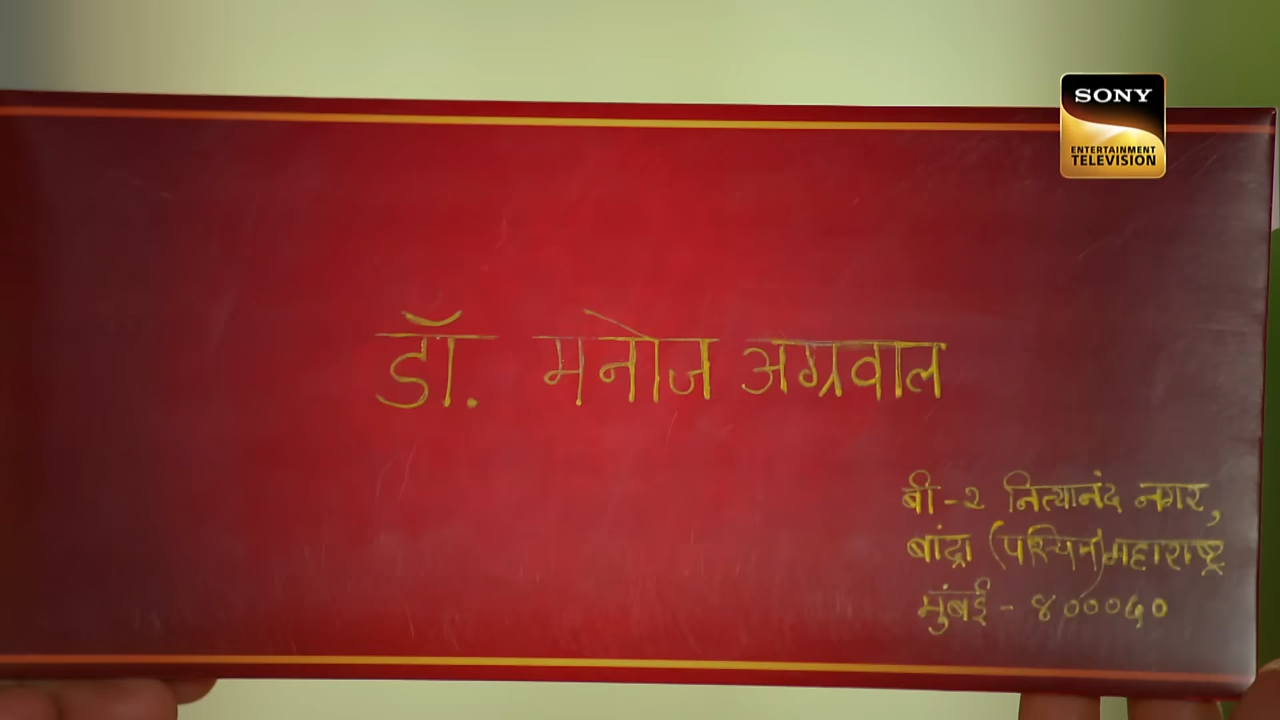 SONY
ENTERTAINMENT
TELEVISION
डॉ. मनोज अग्रवाल
बी-२ नित्यानंद नगर,
बांद्रा (पश्चिम) महाराष्ट्र
मुंबई - ४०००५०